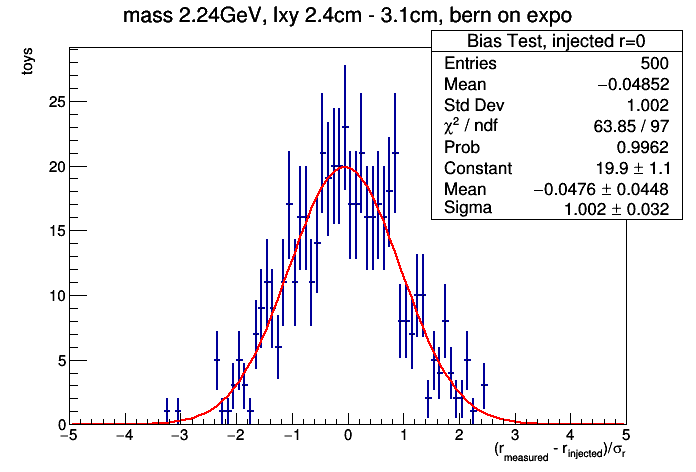 mass 2.24GeV, lxy 2.4cm - 3.1cm, bern on expo
Bias Test, injected r=0
Entries 500
Mean −0.04852
Std Dev 1.002
χ² / ndf 63.85 / 97
Prob 0.9962
Constant 19.9 ± 1.1
Mean −0.0476 ± 0.0448
Sigma 1.002 ± 0.032
toys
25
20
15
10
5
0
−5 −4 −3 −2 −1 0 1 2 3 4 5
(r_measured - r_injected)/σ_r